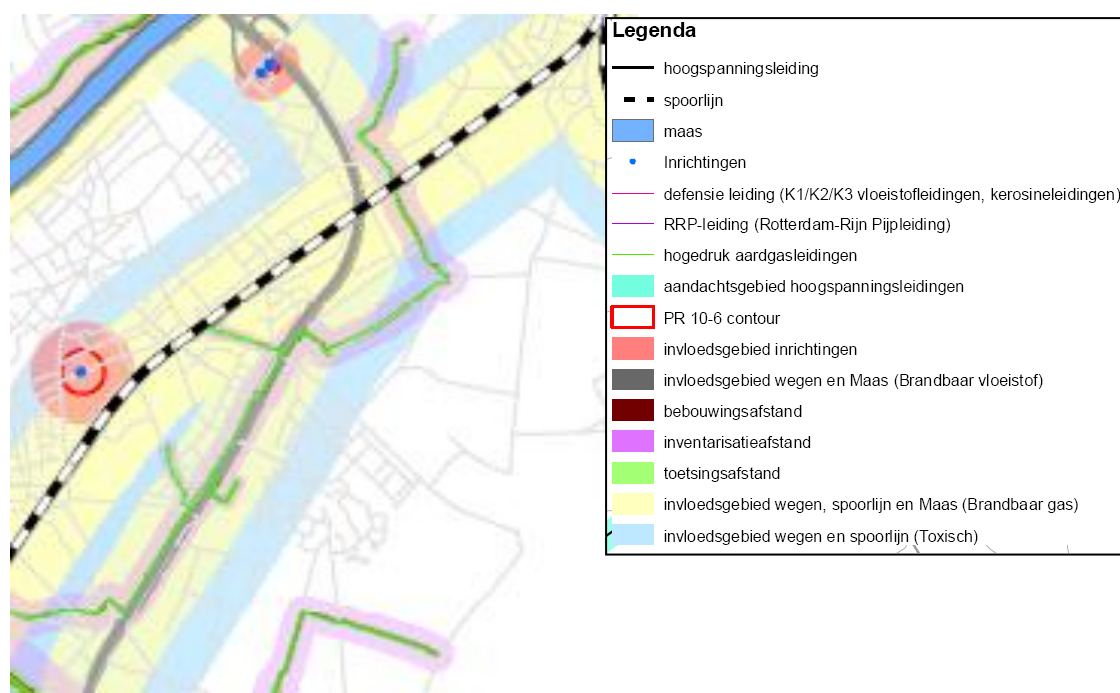 Legenda
hoogspanningsleiding
spoorlijn
maas
Inrichtingen
defensie leiding (K1/K2/K3 vloeistofleidingen, kerosineleidingen)
RRP-leiding (Rotterdam-Rijn Pijpleiding)
hogedruk aardgasleidingen
aandachtsgebied hoogspanningsleidingen
PR 10-6 contour
invloedsgebied inrichtingen
invloedsgebied wegen en Maas (Brandbaar vloeistof)
bebouwingsafstand
inventarisatieafstand
toetsingsafstand
invloedsgebied wegen, spoorlijn en Maas (Brandbaar gas)
invloedsgebied wegen en spoorlijn (Toxisch)